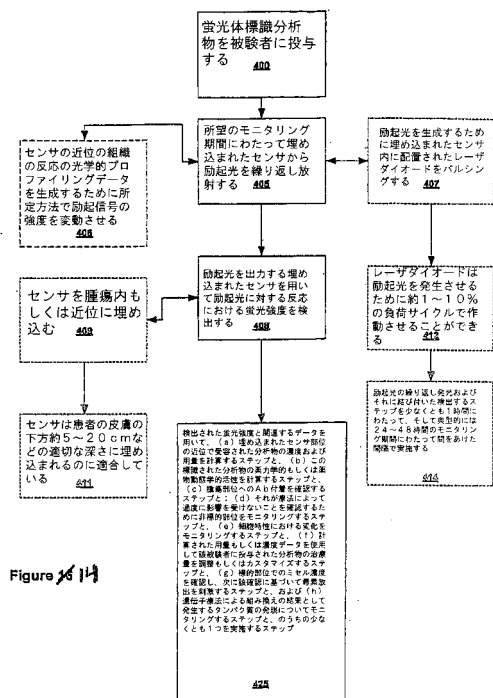 蛍光体標識分析
物を被験者に投与
する
400
所望のモニタリング
期間にわたって埋め
込まれたセンサから
励起光を繰り返し放
射する
405
センサの近位の組織
の反応の光学的プロ
ファイリングデータ
を生成するために所
定方法で励起信号の
強度を変動させる
406
励起光を生成するため
に埋め込まれたセンサ
内に配置されたレーザ
ダイオードをパルシン
グする
407
励起光を出力する埋め
込まれたセンサを用い
て励起光に対する反応
における蛍光強度を検
出する
408
センサを腫瘍内も
しくは近位に埋め
込む
409
レーザダイオードは
励起光を発生させる
ために約1~10%
の負荷サイクルで作
動させることができ
る
412
センサは患者の皮膚の
下方約5~20cmな
どの適切な深さに埋め
込まれるのに適合して
いる
411
励起光の繰り返し発光および
それに結び付いた検出するス
テップを少なくとも1時間に
わたって、そして典型的には
24~48時間のモニタリン
グ期間にわたって間をあけた
間隔で実施する
検出された蛍光強度と関連するデータを
用いて、(a)埋め込まれたセンサ部位
の近位で受容された分析物の濃度および
用量を計算するステップと、(b)この
標識された分析物の薬力学的もしくは薬
物動態学的活性を計算するステップと、
(c)腫瘍部位へのAb付着を確認する
ステップと;(d)それが療法によって
過度に影響を受けないことを確認するた
めに非標的部位をモニタリングするステ
ップと、(e)細胞特性における変化を
モニタリングするステップと、(f)計
算された用量もしくは濃度データを使用
して該被験者に投与された分析物の治療
量を調整もしくはカスタマイズするステ
ップと、(g)標的部位でのミセル濃度
を確認し、次に該確認に基づいて毒素放
出を刺激するステップと、および(h)
遺伝子療法による組み換えの結果として
発生するタンパク質の発現についてモニ
タリングするステップと、のうちの少な
くとも1つを実施するステップ
425
Figure 14